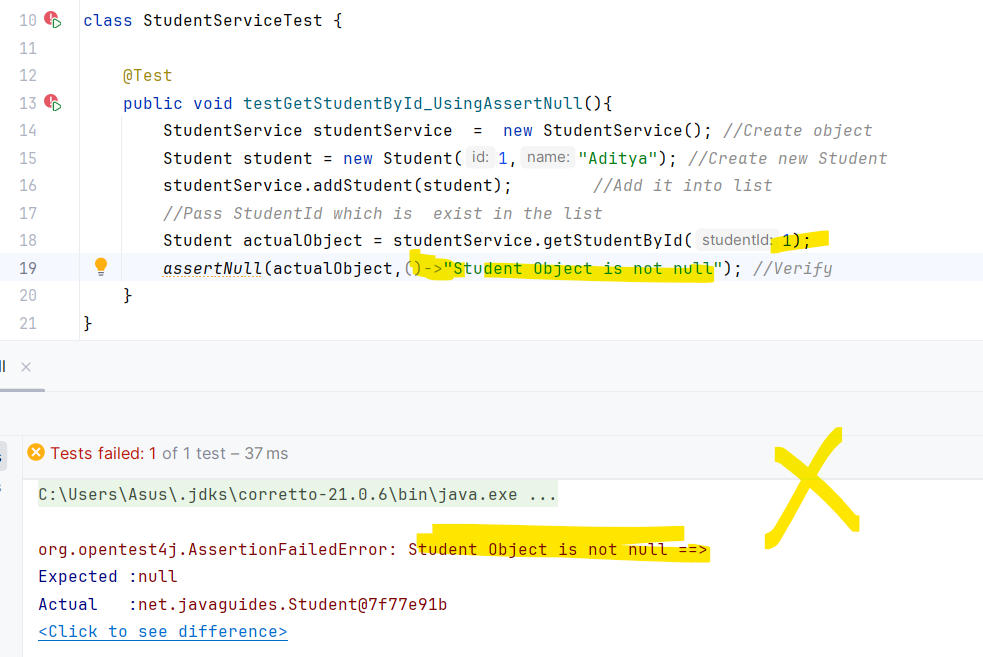 10 class StudentServiceTest {
11
12 @Test
13 public void testGetStudentById_UsingAssertNull(){
14 StudentService studentService  =  new StudentService(); //Create object
15 Student student = new Student( id: 1, name: "Aditya"); //Create new Student
16 studentService.addStudent(student);        //Add it into list
17 //Pass StudentId which is  exist in the list
18 Student actualObject = studentService.getStudentById( studentId: 1);
19 assertNull(actualObject,()->"Student Object is not null"); //Verify
20 }
21 }
Tests failed: 1 of 1 test – 37 ms
C:\Users\Asus\.jdks\corretto-21.0.6\bin\java.exe ...
org.opentest4j.AssertionFailedError: Student Object is not null ==>
Expected :null
Actual   :net.javaguides.Student@7f77e91b
<Click to see difference>